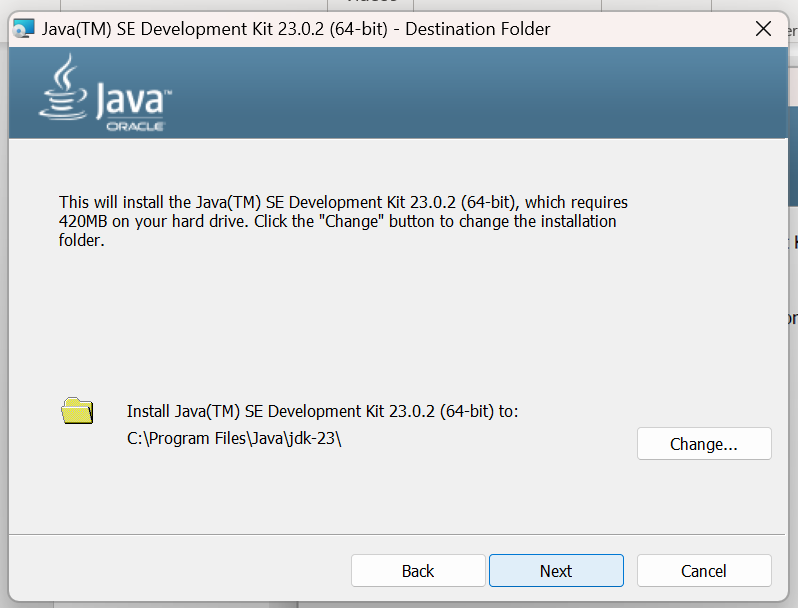 Java(TM) SE Development Kit 23.0.2 (64-bit) - Destination Folder
Java™
ORACLE
This will install the Java(TM) SE Development Kit 23.0.2 (64-bit), which requires
420MB on your hard drive. Click the "Change" button to change the installation
folder.
Install Java(TM) SE Development Kit 23.0.2 (64-bit) to:
C:\Program Files\Java\jdk-23\
Change...
Back
Next
Cancel